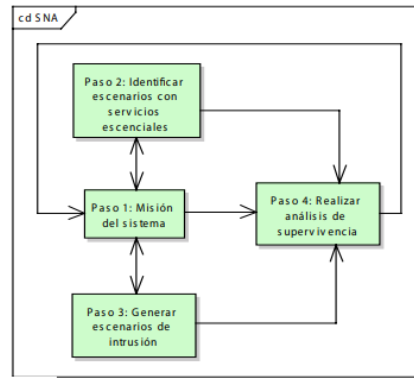 cd SNA
Paso 2: Identificar
escenarios con
servicios
escenciales
Paso 1: Misión
del sistema
Paso 4: Realizar
análisis de
supervivencia
Paso 3: Generar
escenarios de
intrusión